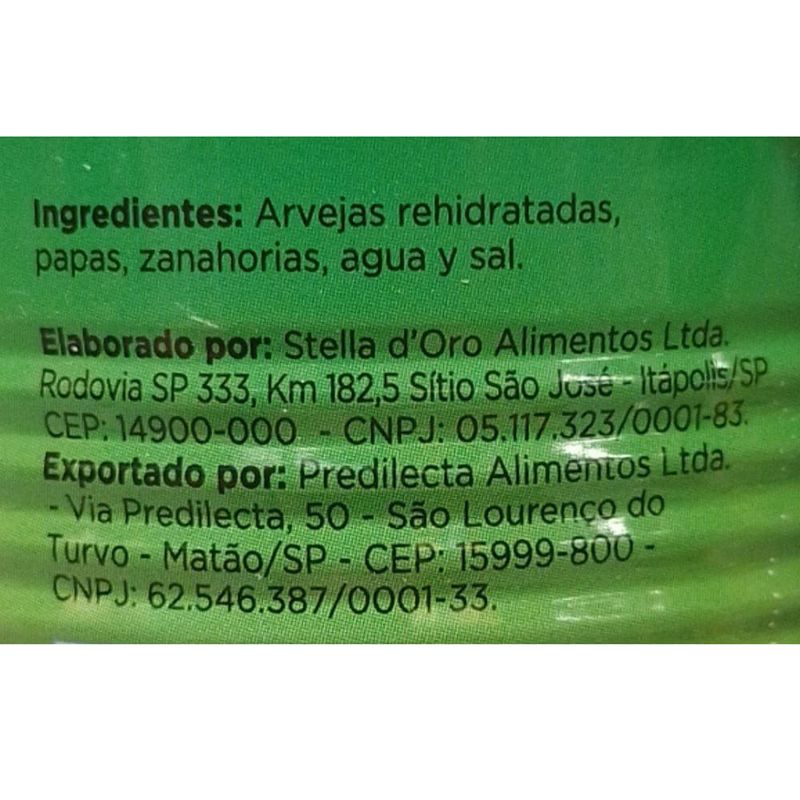 Ingredientes: Arvejas rehidratadas,
papas, zanahorias, agua y sal.
Elaborado por: Stella d'Oro Alimentos Ltda.
Rodovia SP 333, Km 182,5 Sítio São José - Itápolis/SP
CEP: 14900-000 - CNPJ: 05.117.323/0001-83.
Exportado por: Predilecta Alimentos Ltda.
- Via Predilecta, 50 - São Lourenço do
Turvo - Matão/SP - CEP: 15999-800 -
CNPJ: 62.546.387/0001-33.